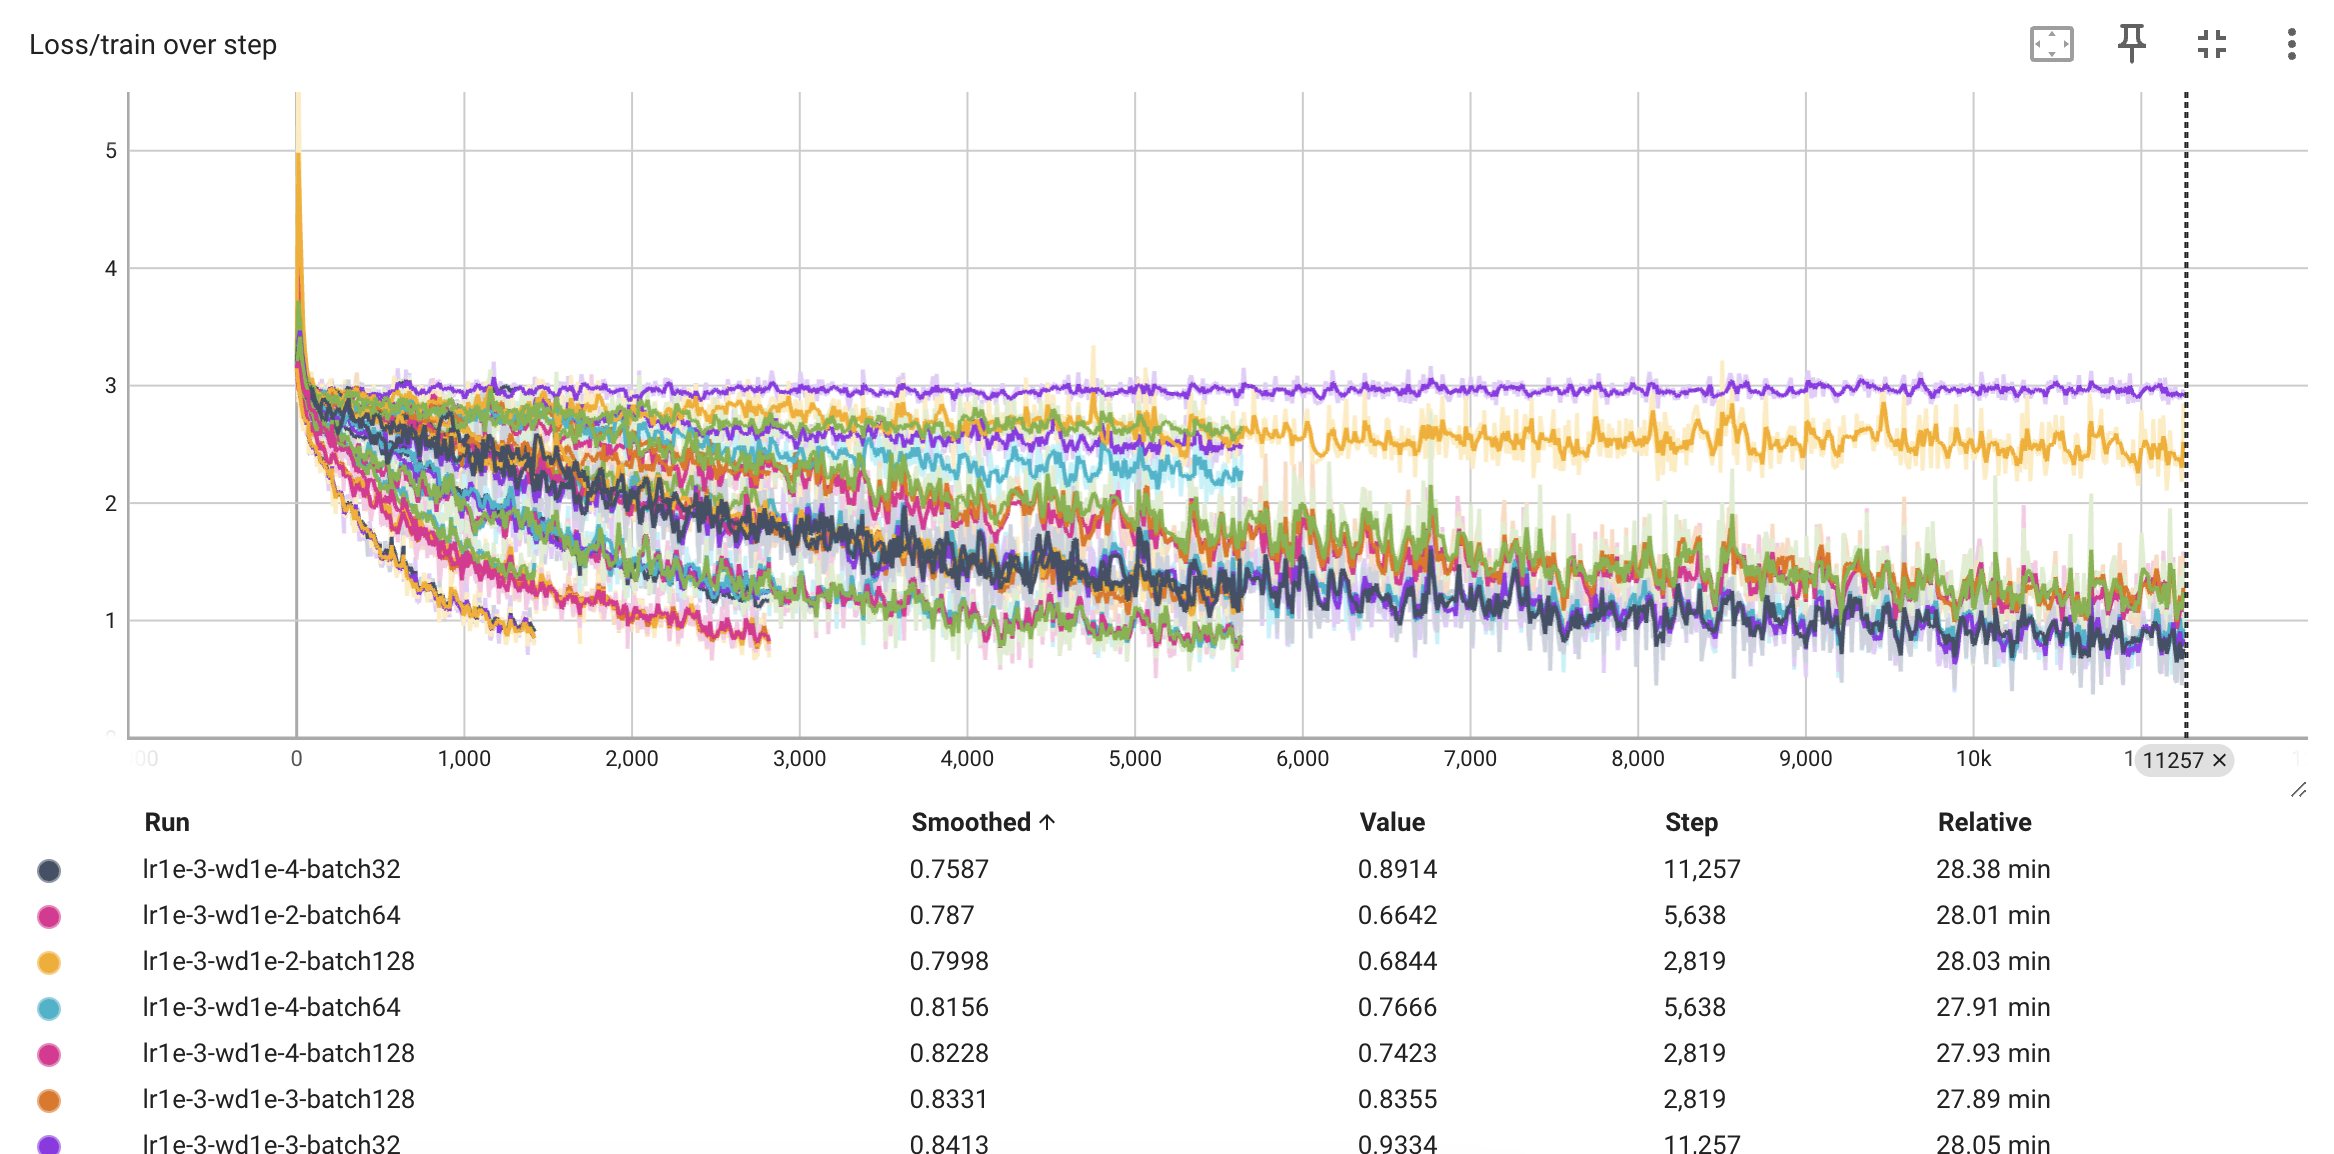 Loss/train over step
5
4
3
2
1
0 1,000 2,000 3,000 4,000 5,000 6,000 7,000 8,000 9,000 10k 11257 ×
Run Smoothed ↑ Value Step Relative
lr1e-3-wd1e-4-batch32 0.7587 0.8914 11,257 28.38 min
lr1e-3-wd1e-2-batch64 0.787 0.6642 5,638 28.01 min
lr1e-3-wd1e-2-batch128 0.7998 0.6844 2,819 28.03 min
lr1e-3-wd1e-4-batch64 0.8156 0.7666 5,638 27.91 min
lr1e-3-wd1e-4-batch128 0.8228 0.7423 2,819 27.93 min
lr1e-3-wd1e-3-batch128 0.8331 0.8355 2,819 27.89 min
lr1e-3-wd1e-3-batch32 0.8413 0.9334 11,257 28.05 min